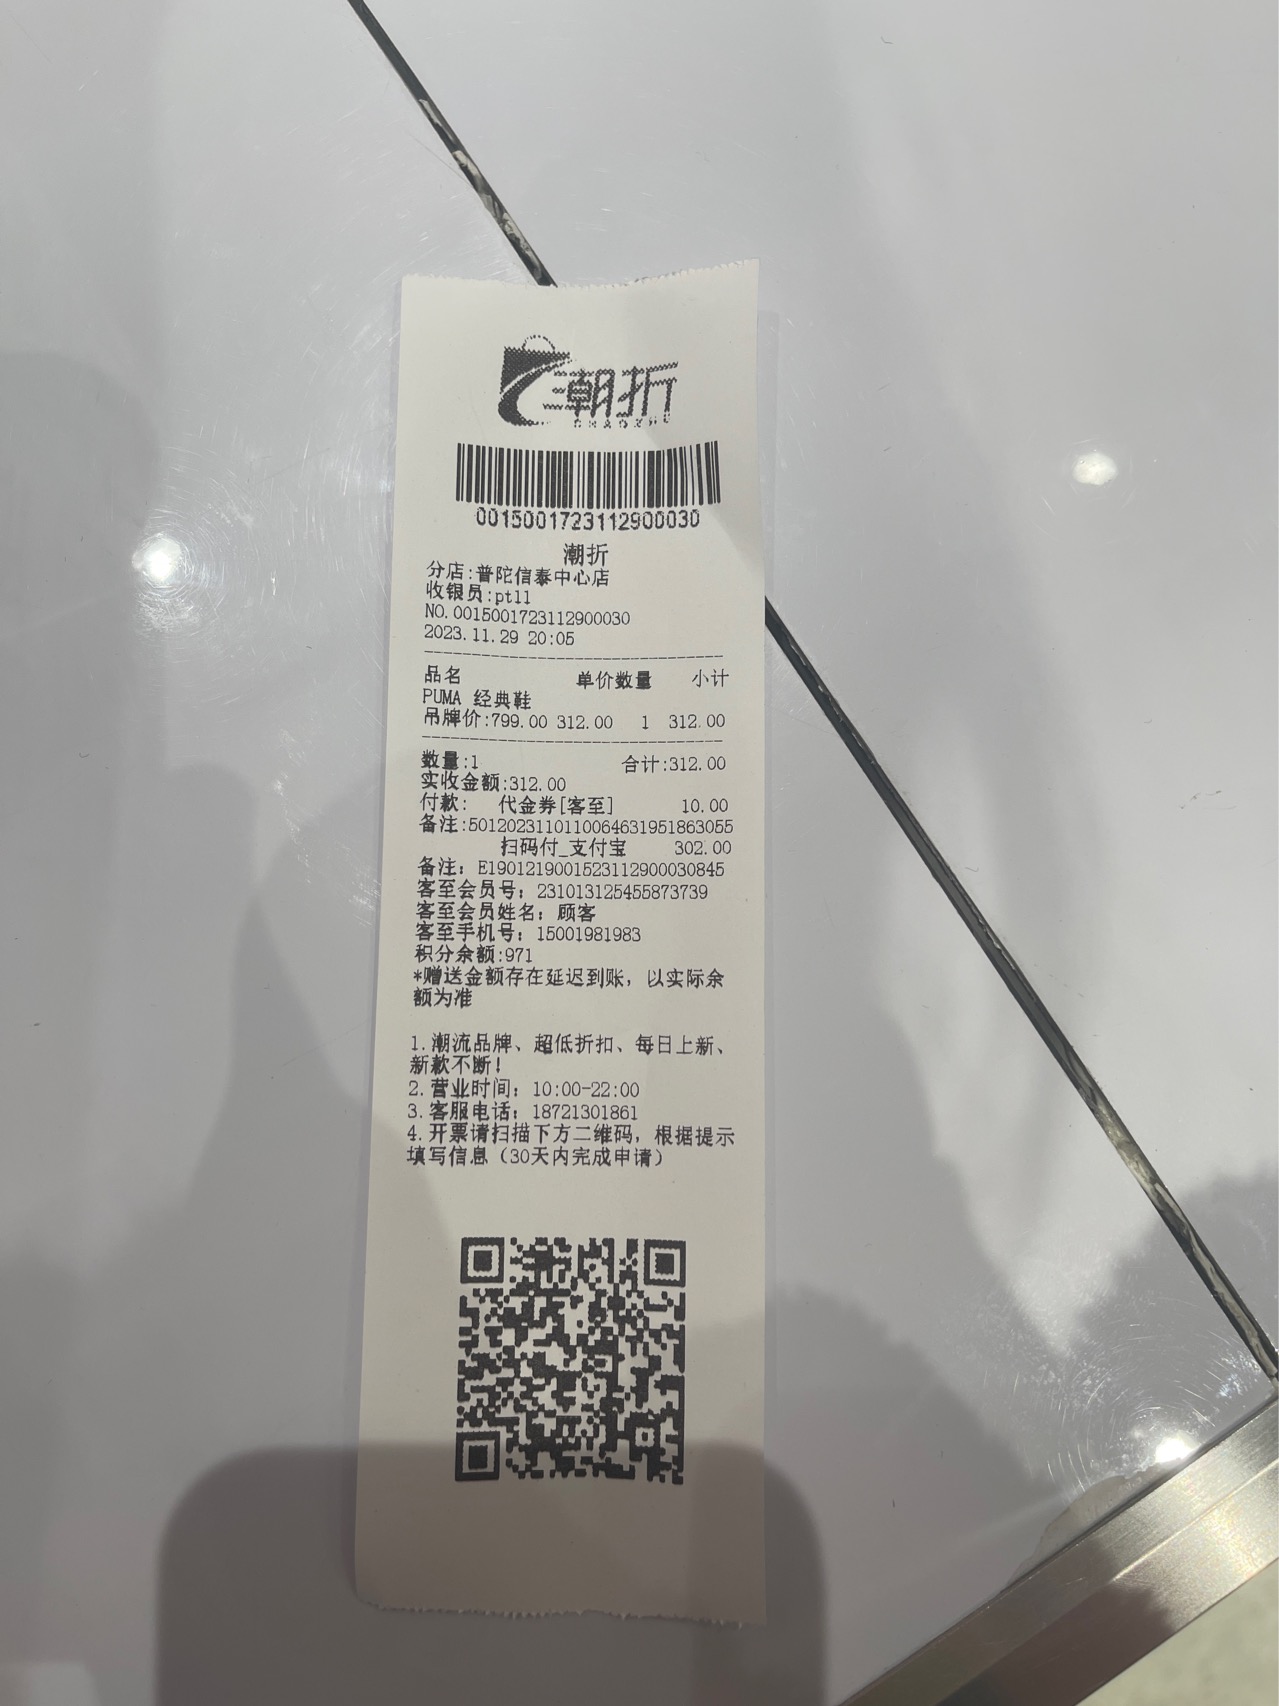 潮折
CHAOZHE
0015001723112900030
潮折
分店:普陀信泰中心店
收银员:pt11
NO.0015001723112900030
2023.11.29 20:05
品名 单价数量 小计
PUMA 经典鞋
吊牌价:799.00 312.00 1 312.00
数量:1 合计:312.00
实收金额:312.00
付款: 代金券[客至] 10.00
备注:5012023110110064631951863055
扫码付_支付宝 302.00
备注: E1901219001523112900030845
客至会员号: 231013125455873739
客至会员姓名: 顾客
客至手机号: 15001981983
积分余额:971
*赠送金额存在延迟到账, 以实际余
额为准
1.潮流品牌、超低折扣、每日上新、
新款不断!
2.营业时间: 10:00-22:00
3.客服电话: 18721301861
4.开票请扫描下方二维码, 根据提示
填写信息 (30天内完成申请)